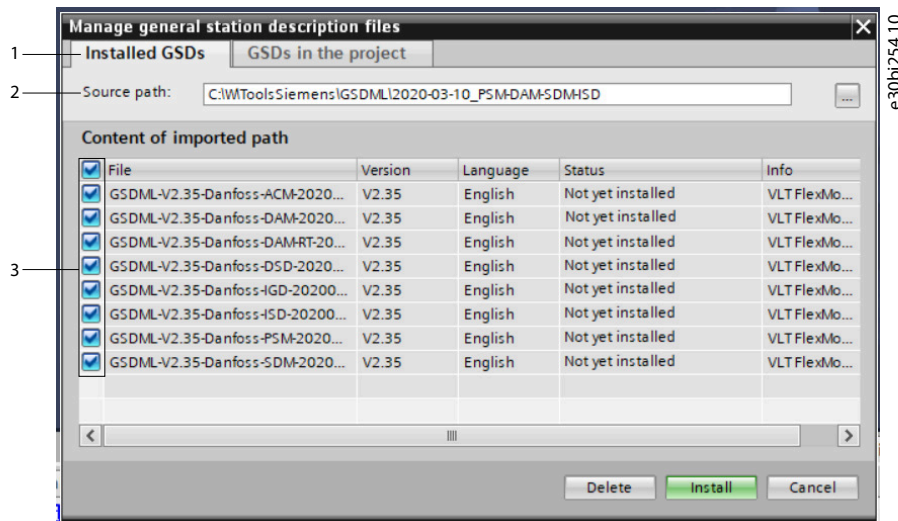 Manage general station description files
1
Installed GSDs GSDs in the project
2
Source path: C:\W\ToolsSiemens\GSDML\2020-03-10_PSM-DAM-SDM-ISD ...
Content of imported path
File Version Language Status Info
GSDML-V2.35-Danfoss-ACM-2020... V2.35 English Not yet installed VLT FlexMo...
GSDML-V2.35-Danfoss-DAM-2020... V2.35 English Not yet installed VLT FlexMo...
GSDML-V2.35-Danfoss-DAM-RT-20... V2.35 English Not yet installed VLT FlexMo...
3
GSDML-V2.35-Danfoss-DSD-2020... V2.35 English Not yet installed VLT FlexMo...
GSDML-V2.35-Danfoss-IGD-20200... V2.35 English Not yet installed VLT FlexMo...
GSDML-V2.35-Danfoss-ISD-20200... V2.35 English Not yet installed VLT FlexMo...
GSDML-V2.35-Danfoss-PSM-2020... V2.35 English Not yet installed VLT FlexMo...
GSDML-V2.35-Danfoss-SDM-2020... V2.35 English Not yet installed VLT FlexMo...
Delete Install Cancel
e30bi254.10